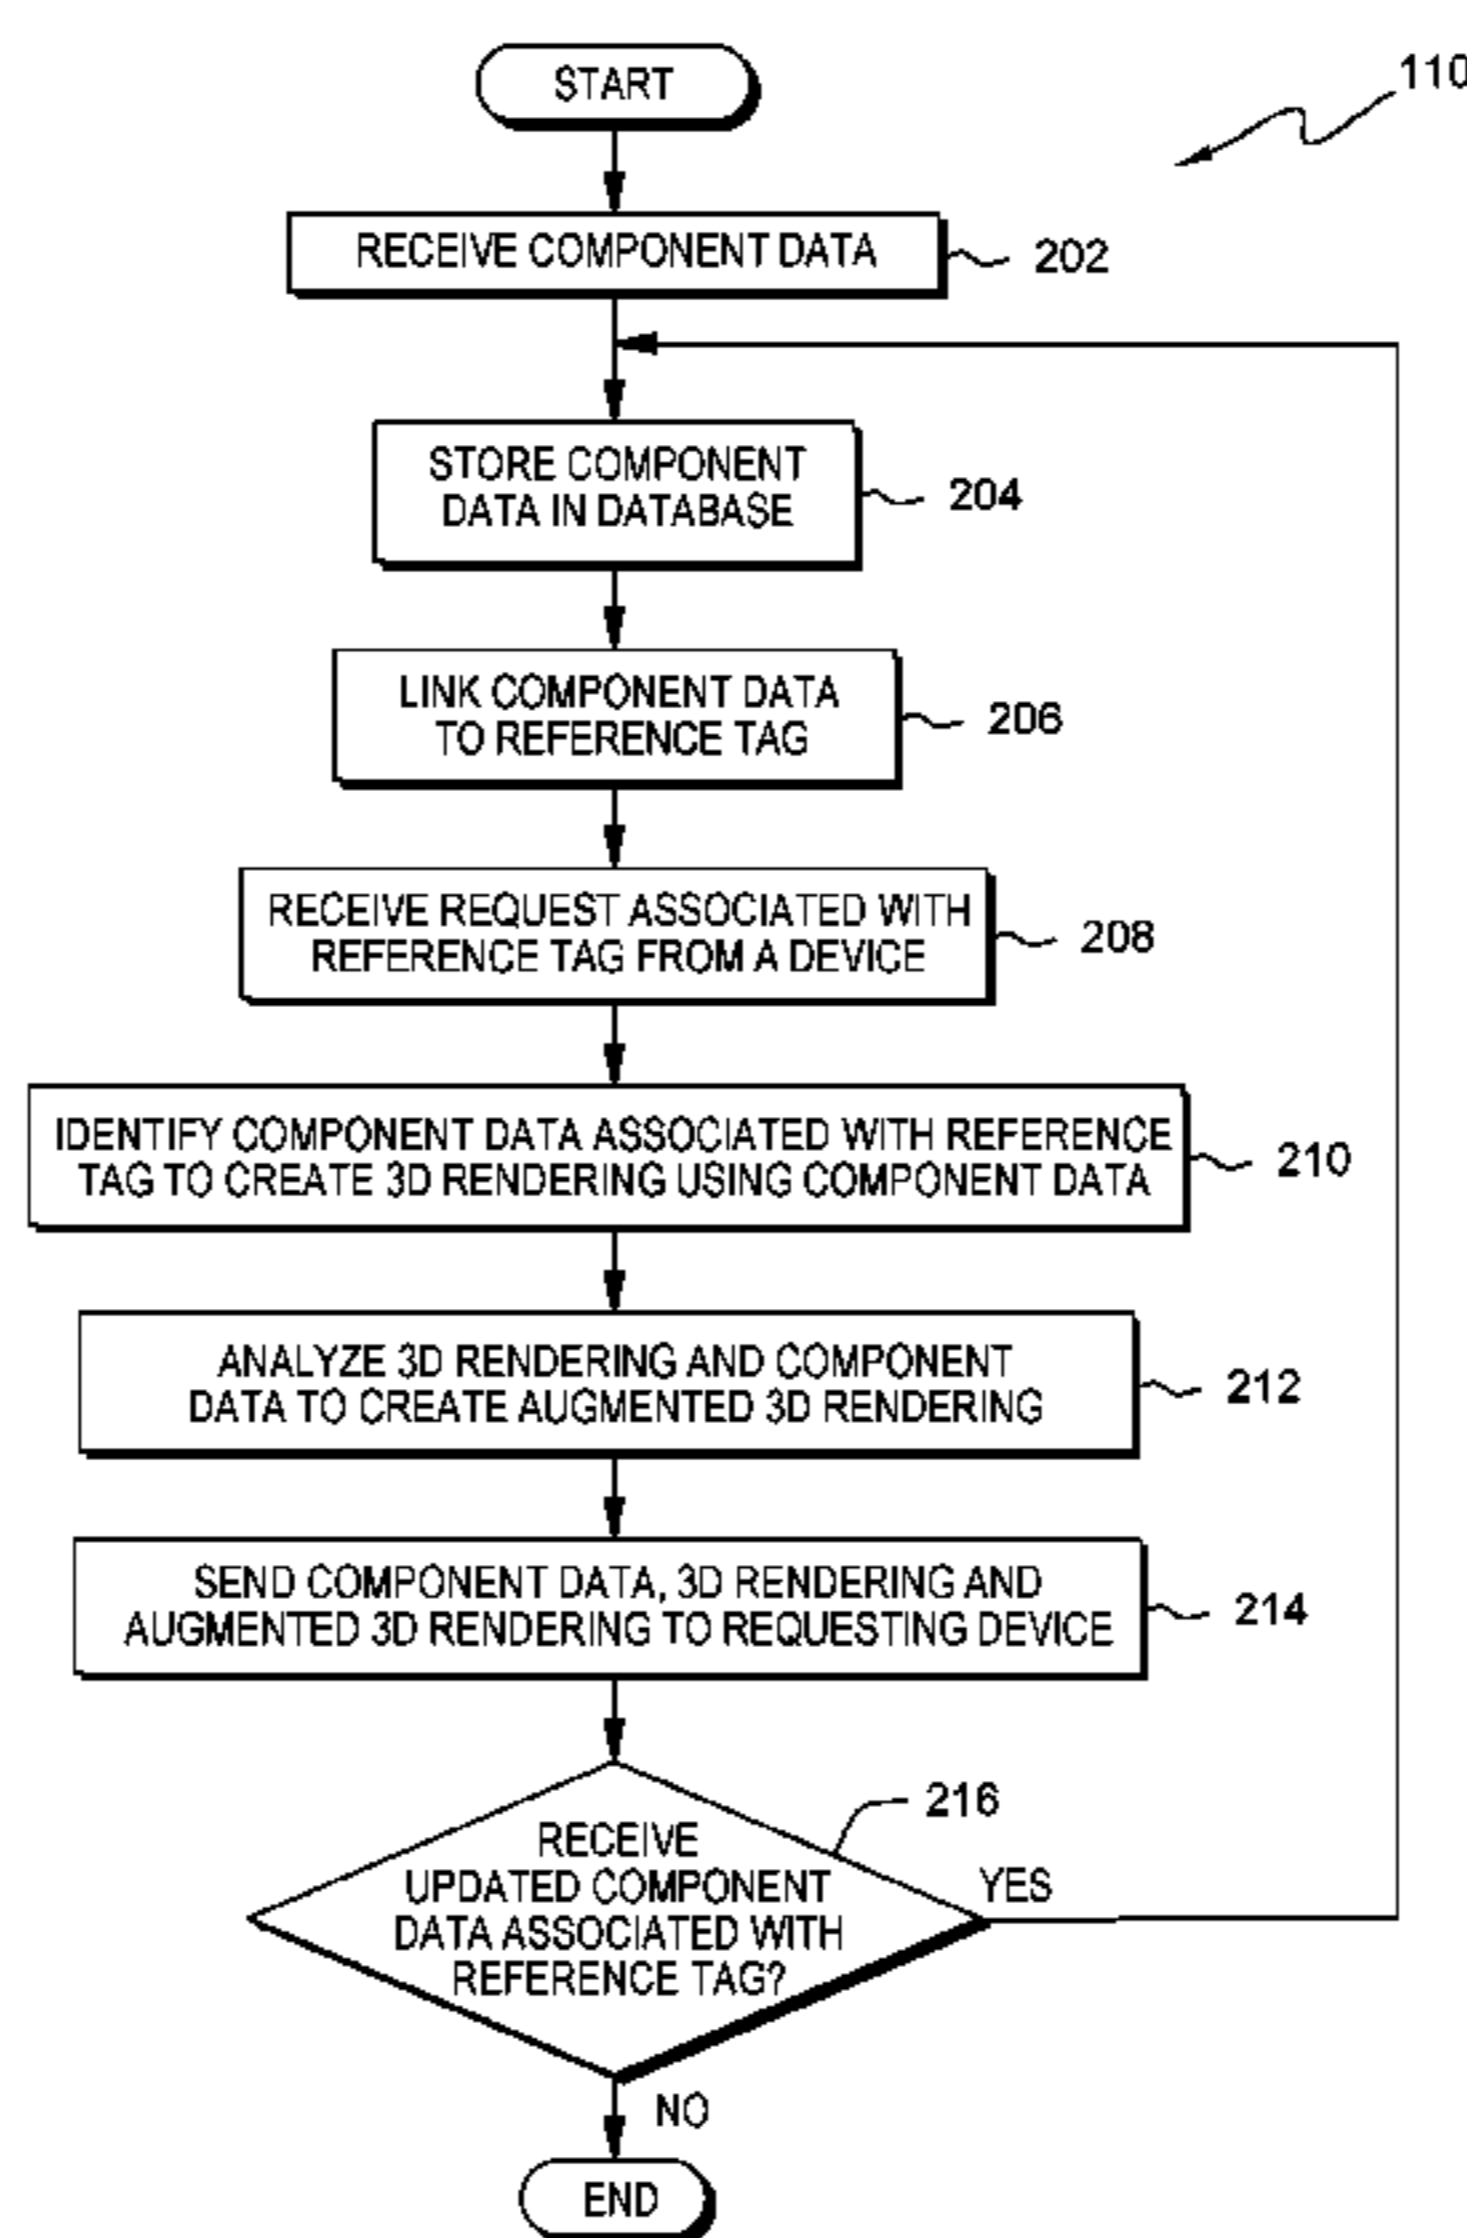 START
110
RECEIVE COMPONENT DATA
202
STORE COMPONENT
DATA IN DATABASE
204
LINK COMPONENT DATA
TO REFERENCE TAG
206
RECEIVE REQUEST ASSOCIATED WITH
REFERENCE TAG FROM A DEVICE
208
IDENTIFY COMPONENT DATA ASSOCIATED WITH REFERENCE
TAG TO CREATE 3D RENDERING USING COMPONENT DATA
210
ANALYZE 3D RENDERING AND COMPONENT
DATA TO CREATE AUGMENTED 3D RENDERING
212
SEND COMPONENT DATA, 3D RENDERING AND
AUGMENTED 3D RENDERING TO REQUESTING DEVICE
214
216
RECEIVE
UPDATED COMPONENT
DATA ASSOCIATED WITH
REFERENCE TAG?
YES
NO
END